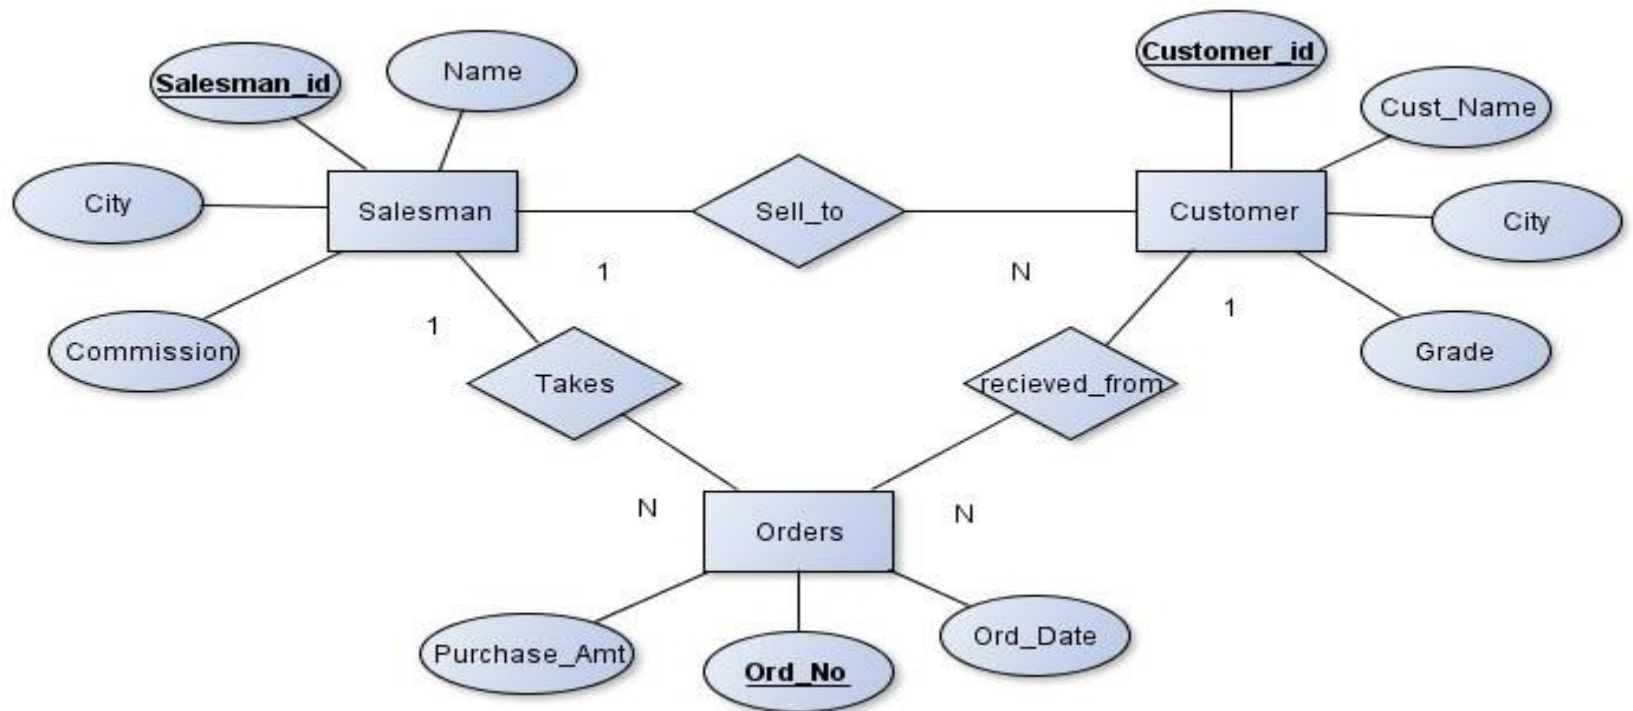 Customer_id
Salesman_id
Name
Cust_Name
City
Salesman
Sell_to
Customer
City
1
N
1
1
Commission
Takes
recieved_from
Grade
N
N
Orders
Purchase_Amt
Ord_No
Ord_Date